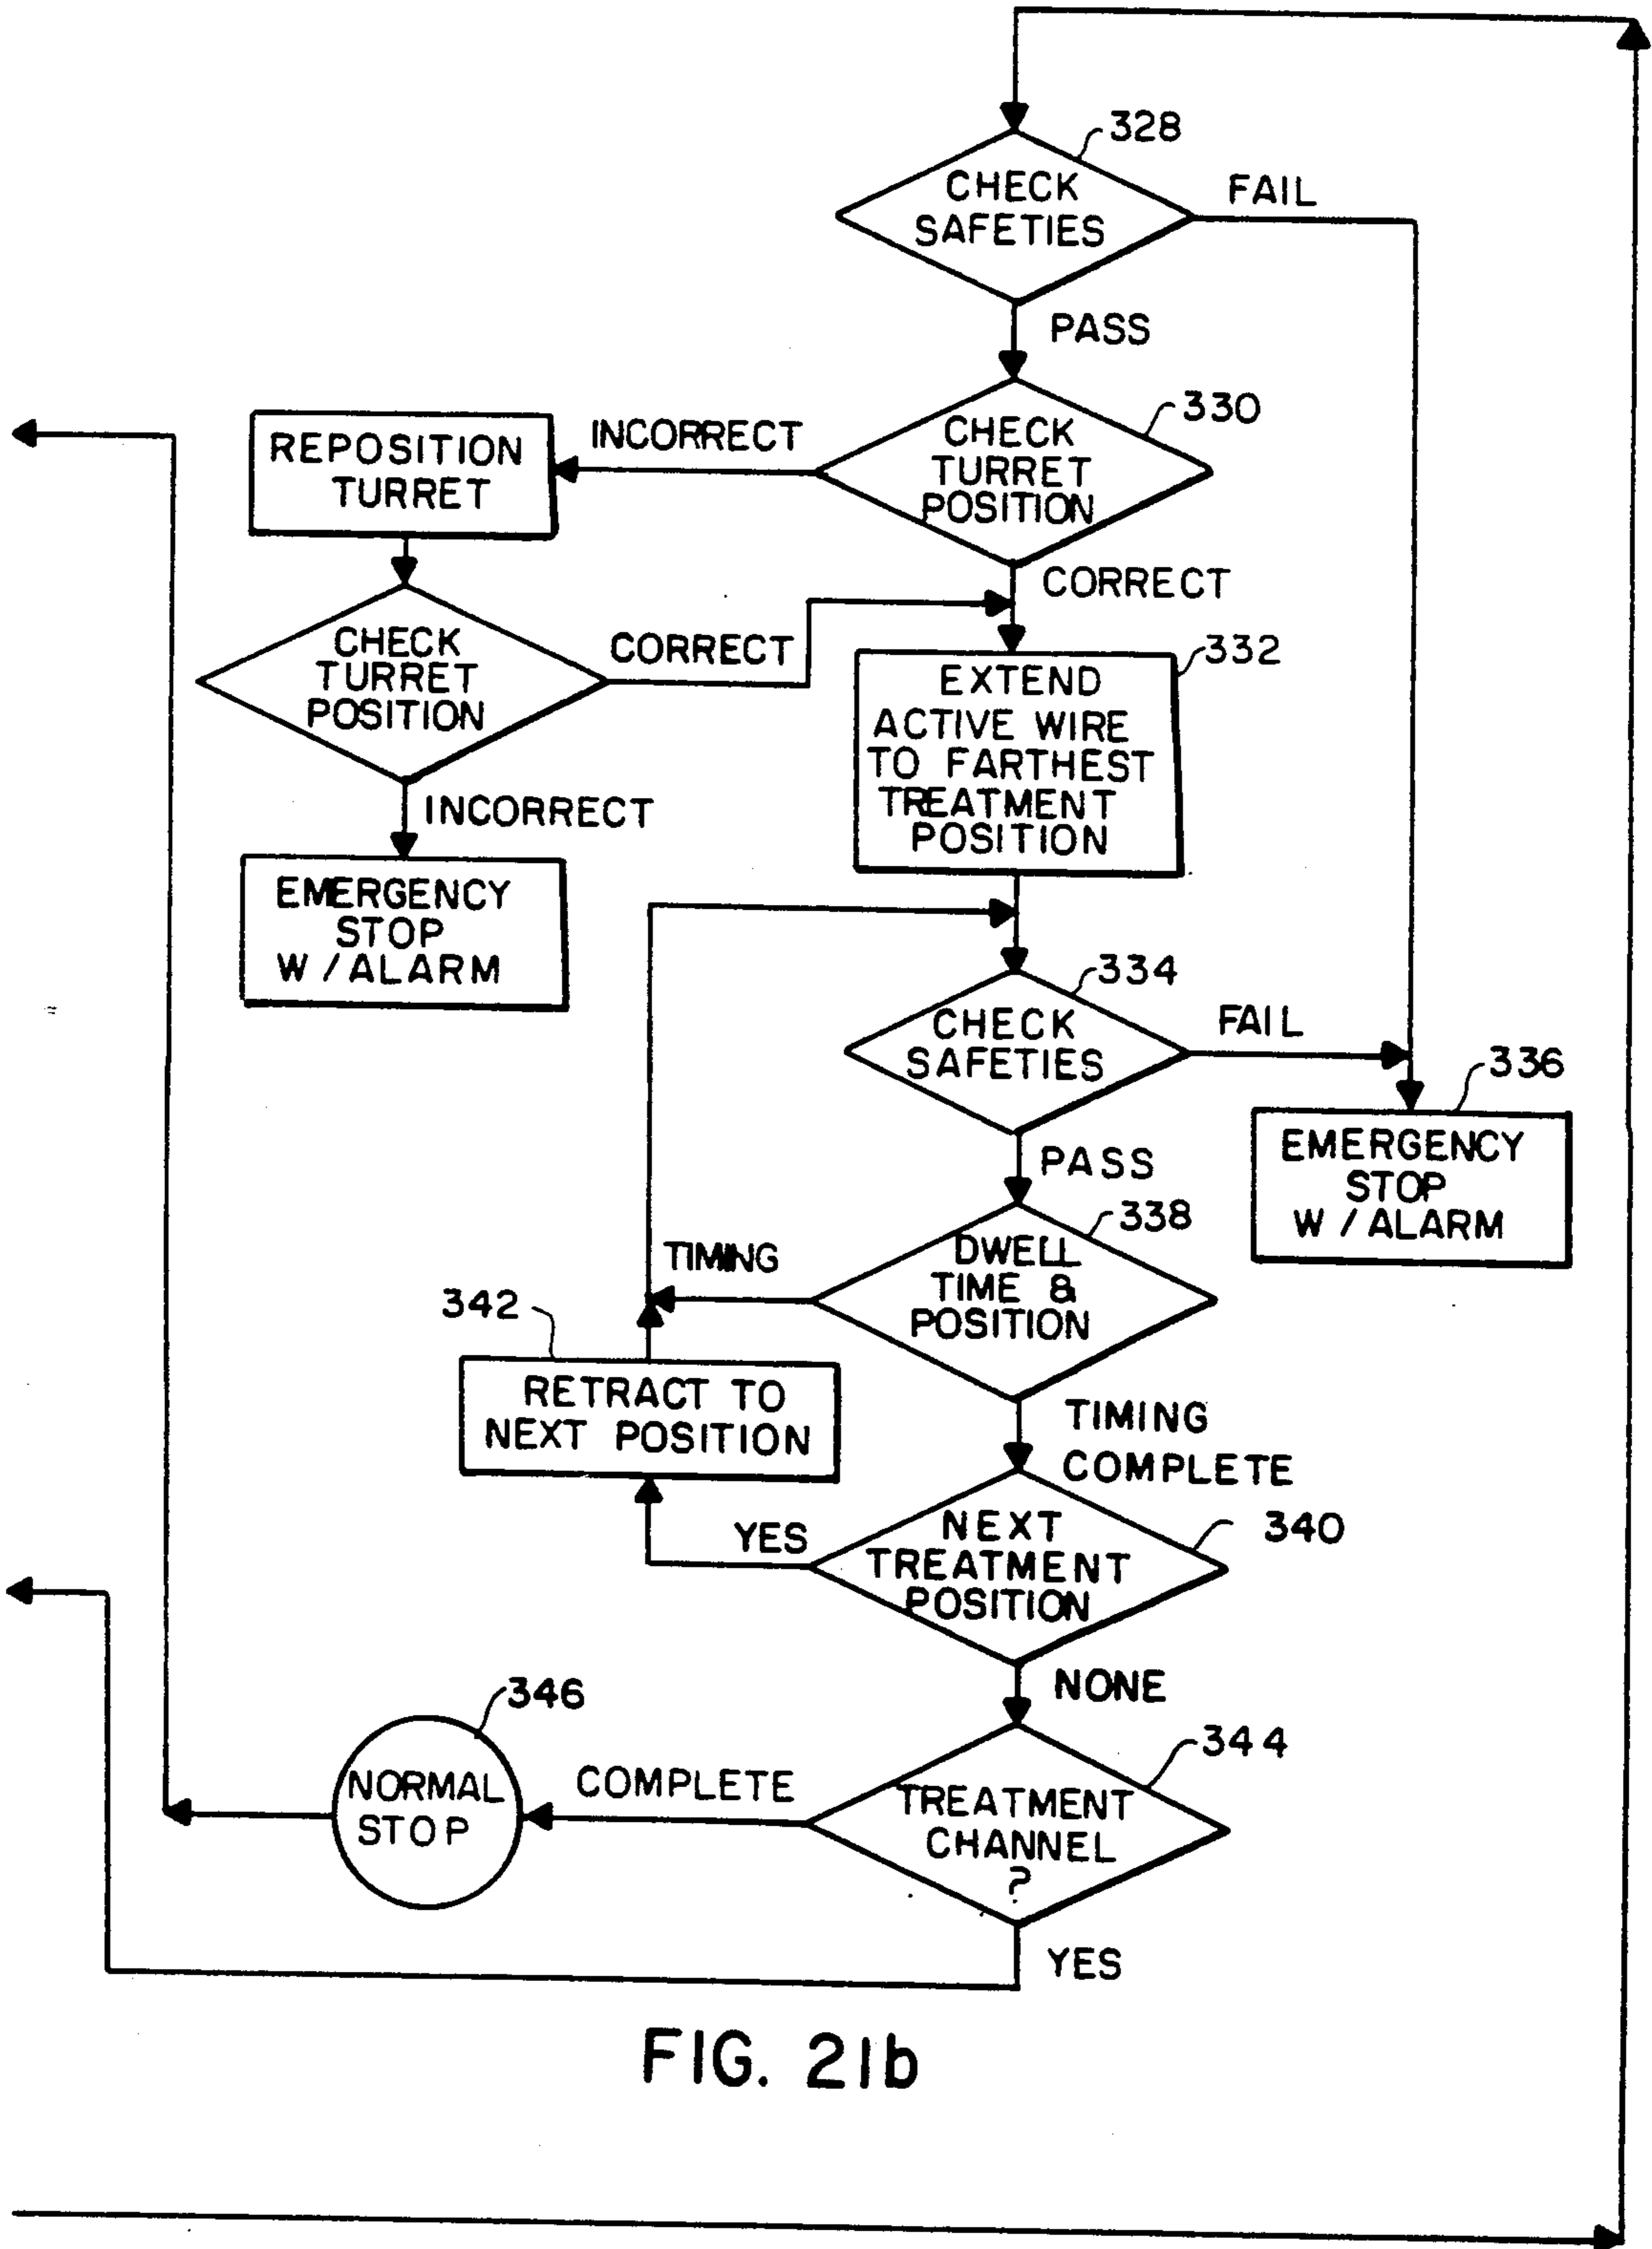 328
CHECK
SAFETIES
FAIL
PASS
330
CHECK
TURRET
POSITION
INCORRECT
REPOSITION
TURRET
CORRECT
CHECK
TURRET
POSITION
CORRECT
332
EXTEND
ACTIVE WIRE
TO FARTHEST
TREATMENT
POSITION
INCORRECT
EMERGENCY
STOP
W/ALARM
334
CHECK
SAFETIES
FAIL
336
EMERGENCY
STOP
W/ALARM
PASS
338
DWELL
TIME &
POSITION
TIMING
342
RETRACT TO
NEXT POSITION
TIMING
COMPLETE
340
NEXT
TREATMENT
POSITION
YES
NONE
344
TREATMENT
CHANNEL
?
COMPLETE
346
NORMAL
STOP
YES
FIG. 21b